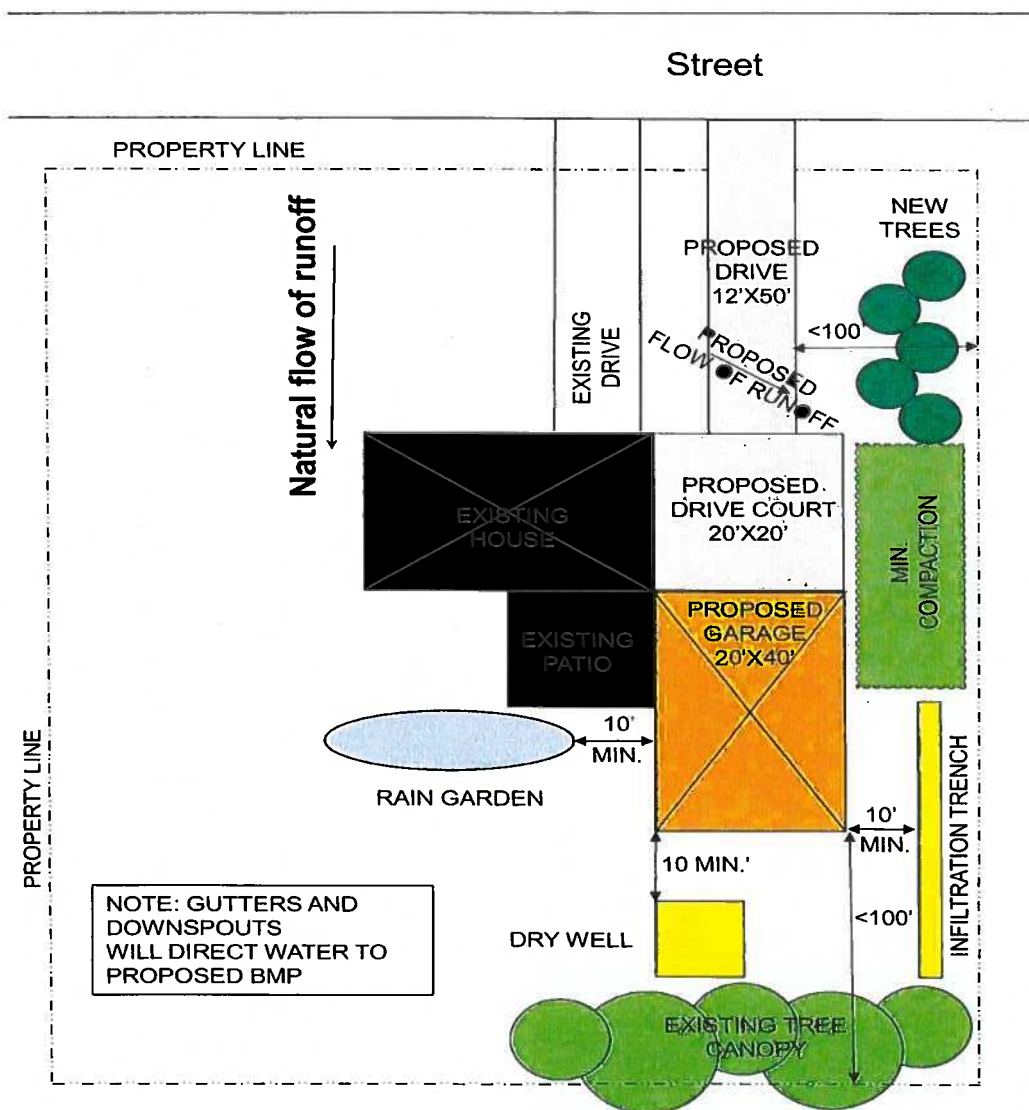 Street
PROPERTY LINE
Natural flow of runoff
NEW
TREES
PROPOSED
DRIVE
12'X50'
<100'
EXISTING
DRIVE
PROPOSED
FLOW OF RUNOFF
EXISTING
HOUSE
PROPOSED
DRIVE COURT
20'X20'
MIN.
COMPACTION
EXISTING
PATIO
PROPOSED
GARAGE
20'X40'
10'
MIN.
RAIN GARDEN
10'
MIN.
INFILTRATION TRENCH
PROPERTY LINE
10 MIN.'
<100'
NOTE: GUTTERS AND
DOWNSPOUTS
WILL DIRECT WATER TO
PROPOSED BMP
DRY WELL
EXISTING TREE
CANOPY